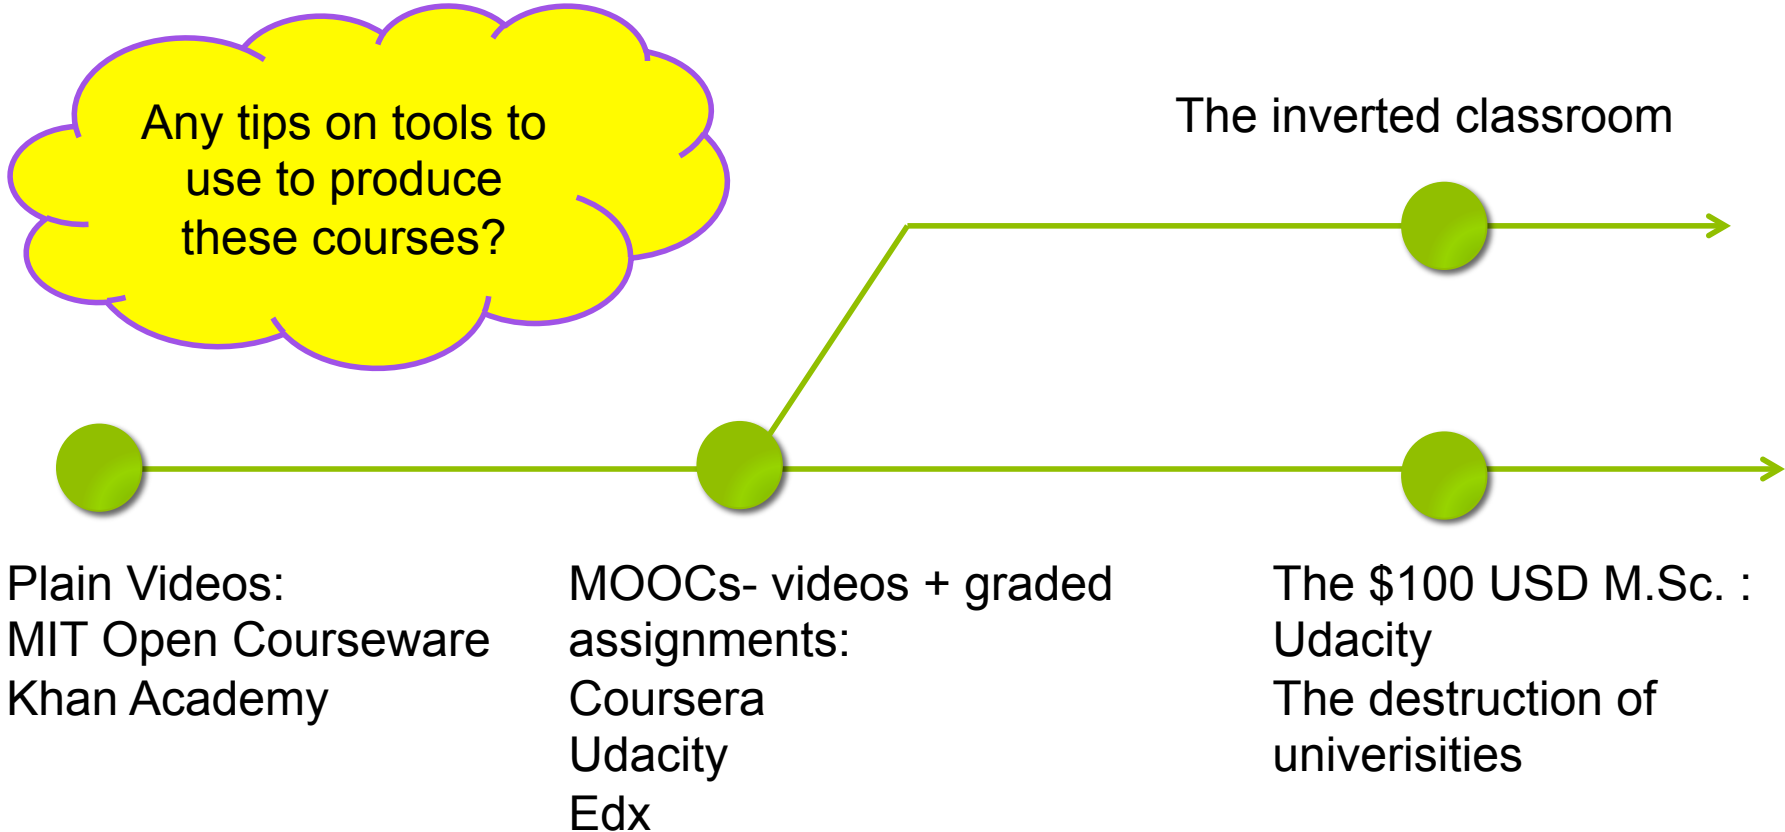 Any tips on tools to
use to produce
these courses?
The inverted classroom
Plain Videos:
MIT Open Courseware
Khan Academy
MOOCs- videos + graded
assignments:
Coursera
Udacity
Edx
The $100 USD M.Sc. :
Udacity
The destruction of
univerisities